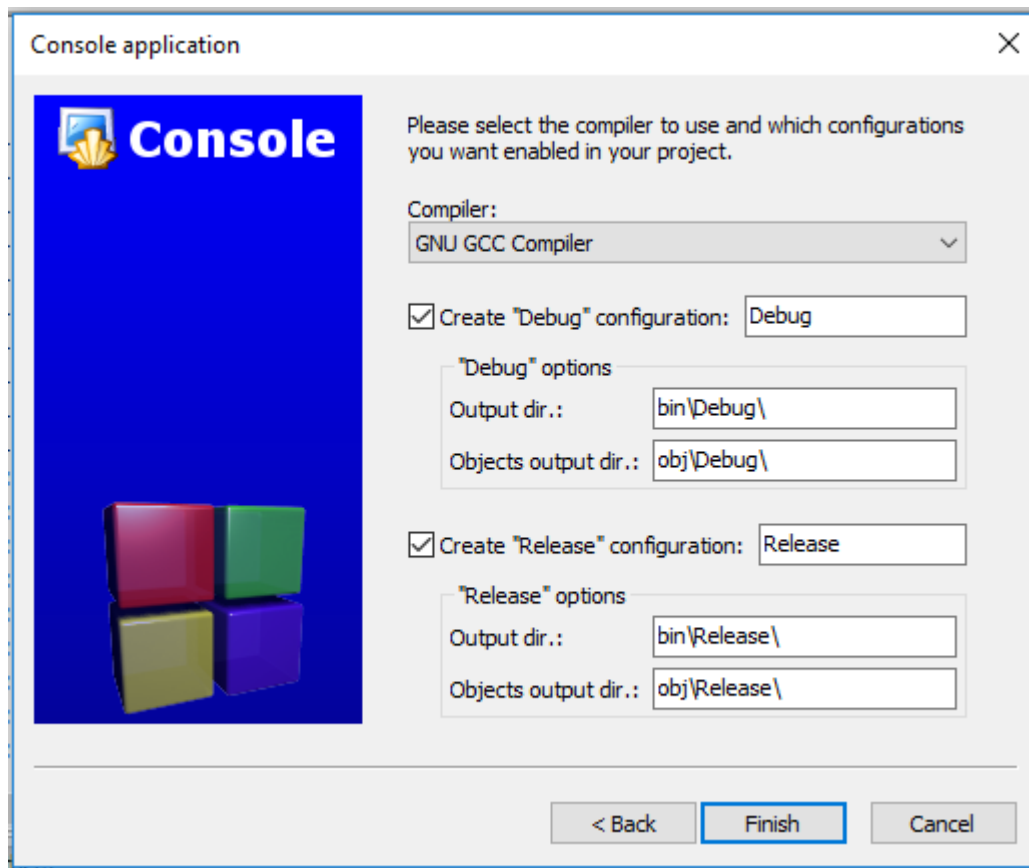 Console application
Console
Please select the compiler to use and which configurations
you want enabled in your project.
Compiler:
GNU GCC Compiler
Create "Debug" configuration: Debug
"Debug" options
Output dir.: bin\Debug\
Objects output dir.: obj\Debug\
Create "Release" configuration: Release
"Release" options
Output dir.: bin\Release\
Objects output dir.: obj\Release\
< Back Finish Cancel